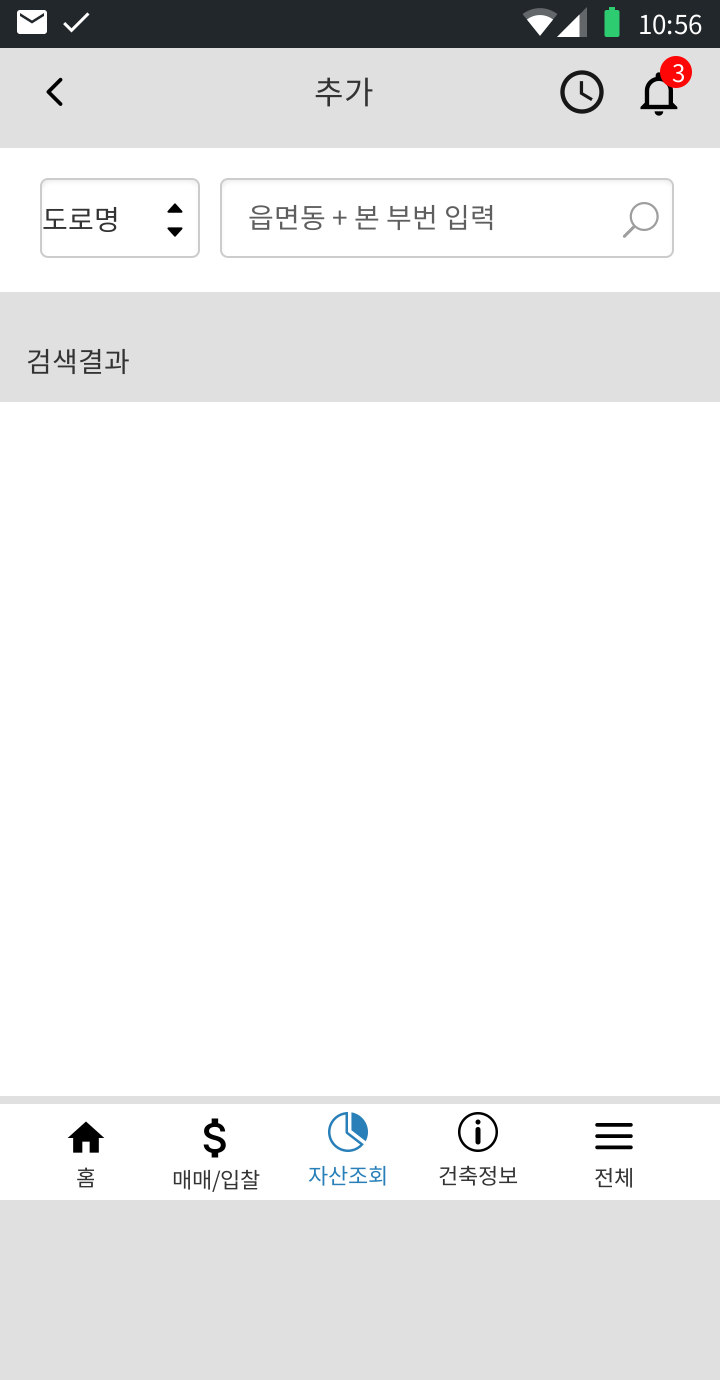 10:56
추가
3
도로명
읍면동 + 본 부번 입력
검색결과
홈
매매/입찰
자산조회
건축정보
전체